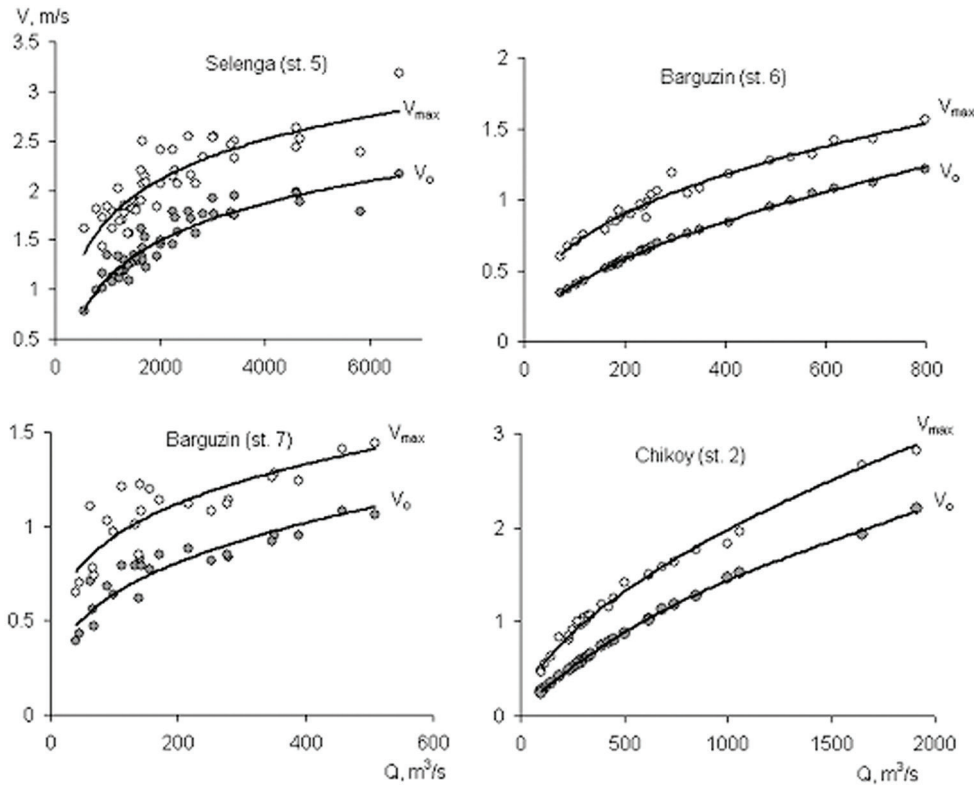 V, m/s
3.5
3
2.5
2
1.5
1
0.5
0 2000 4000 6000
Selenga (st. 5)
Vmax
Vo
2
1.5
1
0.5
0
0 200 400 600 800
Barguzin (st. 6)
Vmax
Vo
1.5
1
0.5
0
0 200 400 600
Barguzin (st. 7)
Vmax
Vo
Q, m³/s
3
2
1
0
0 500 1000 1500 2000
Chikoy (st. 2)
Vmax
Vo
Q, m³/s